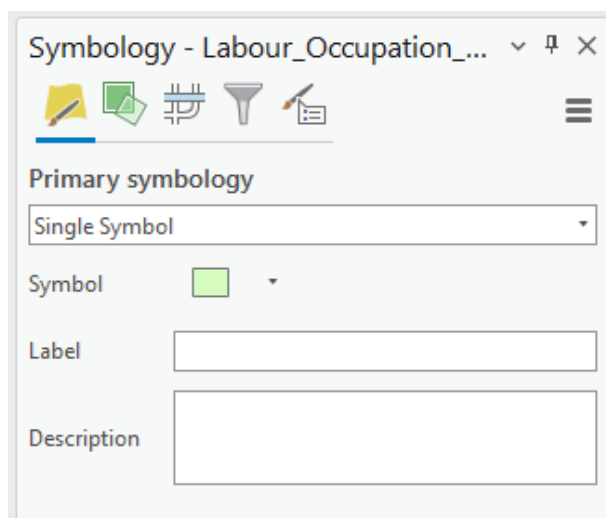 Symbology - Labour_Occupation_...
Primary symbology
Single Symbol
Symbol
Label
Description